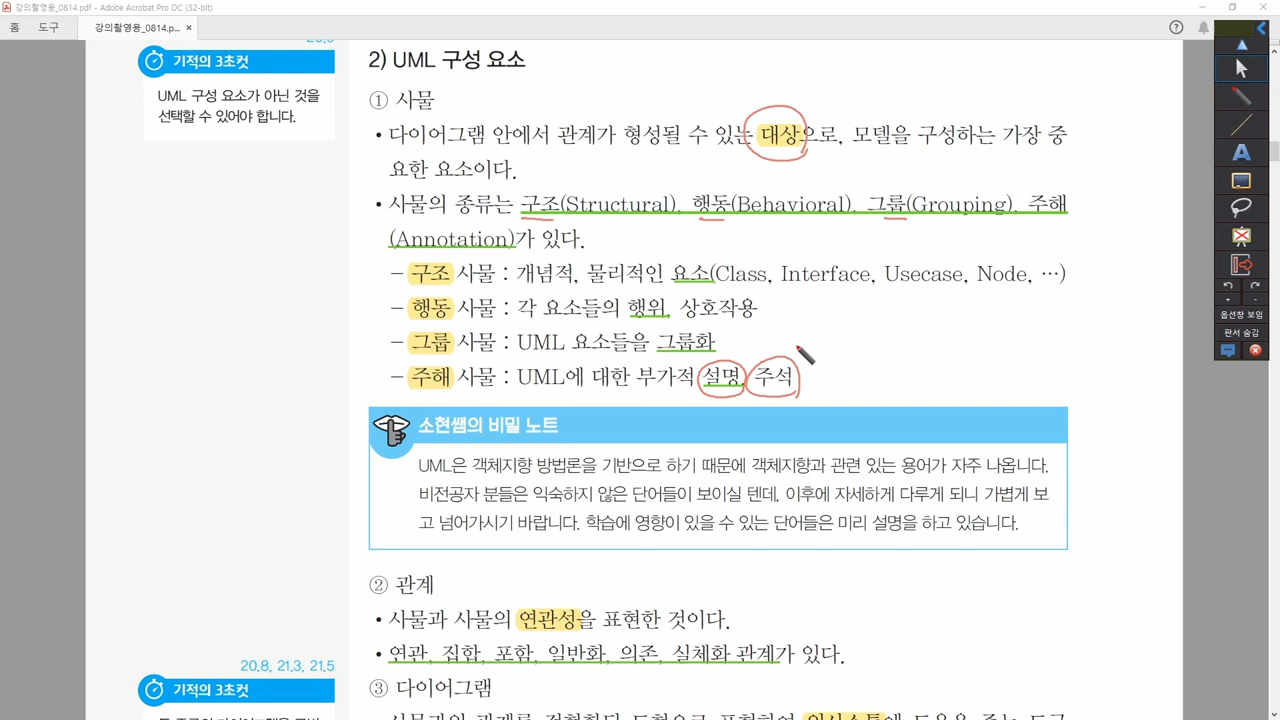 강의촬영용_0814.pdf - Adobe Acrobat Pro DC (32-bit)
홈 도구 강의촬영용_0814.p... ×
기적의 3초컷
UML 구성 요소가 아닌 것을
선택할 수 있어야 합니다.
2) UML 구성 요소
① 사물
• 다이어그램 안에서 관계가 형성될 수 있는 대상으로, 모델을 구성하는 가장 중
요한 요소이다.
• 사물의 종류는 구조(Structural), 행동(Behavioral), 그룹(Grouping), 주해
(Annotation)가 있다.
– 구조 사물 : 개념적, 물리적인 요소(Class, Interface, Usecase, Node, …)
– 행동 사물 : 각 요소들의 행위, 상호작용
– 그룹 사물 : UML 요소들을 그룹화
– 주해 사물 : UML에 대한 부가적 설명, 주석
소현쌤의 비밀 노트
UML은 객체지향 방법론을 기반으로 하기 때문에 객체지향과 관련 있는 용어가 자주 나옵니다.
비전공자 분들은 익숙하지 않은 단어들이 보이실 텐데, 이후에 자세하게 다루게 되니 가볍게 보
고 넘어가시기 바랍니다. 학습에 영향이 있을 수 있는 단어들은 미리 설명을 하고 있습니다.
② 관계
• 사물과 사물의 연관성을 표현한 것이다.
• 연관, 집합, 포함, 일반화, 의존, 실체화 관계가 있다.
20.8, 21.3, 21.5
기적의 3초컷
③ 다이어그램
옵션창 보임
판서 숨김